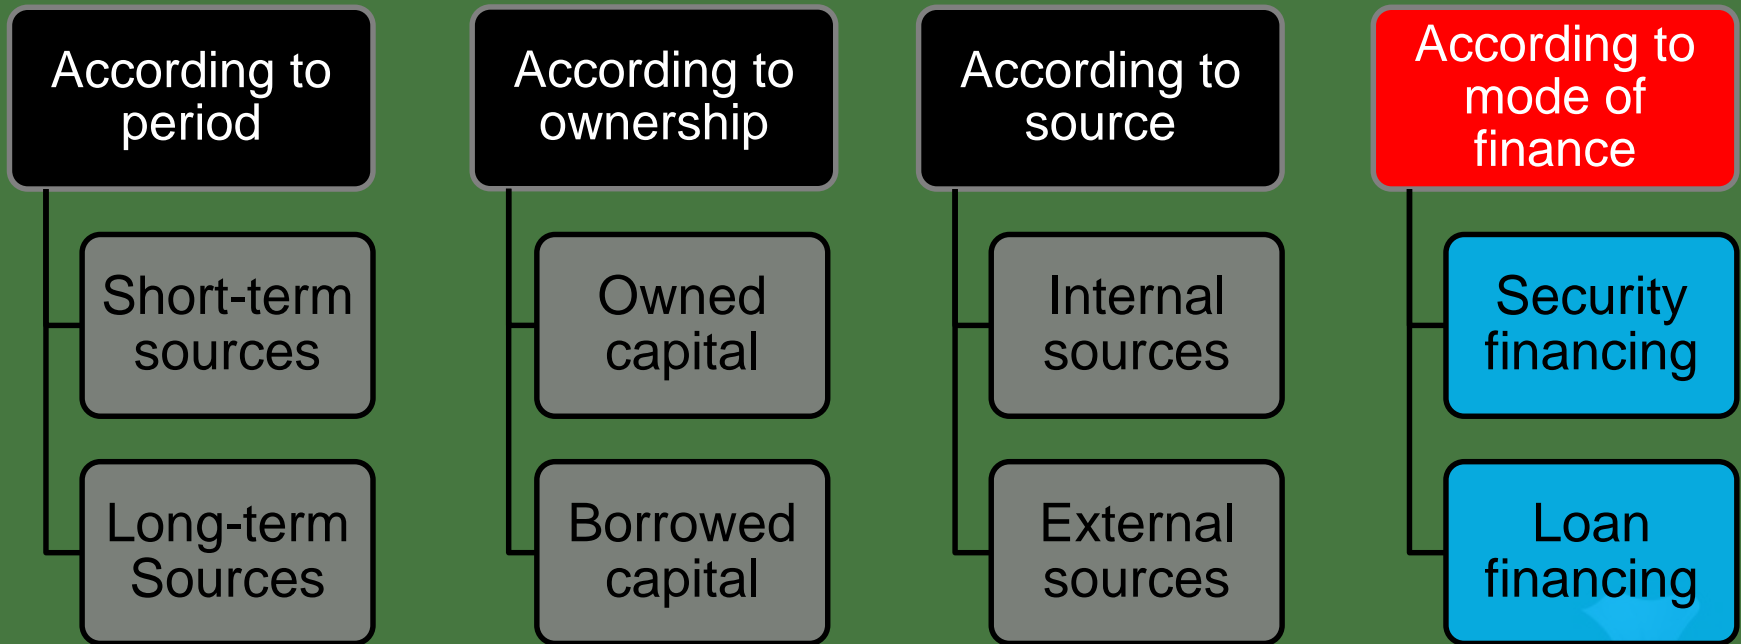 According to
period
Short-term
sources
Long-term
Sources
According to
ownership
Owned
capital
Borrowed
capital
According to
source
Internal
sources
External
sources
According to
mode of
finance
Security
financing
Loan
financing